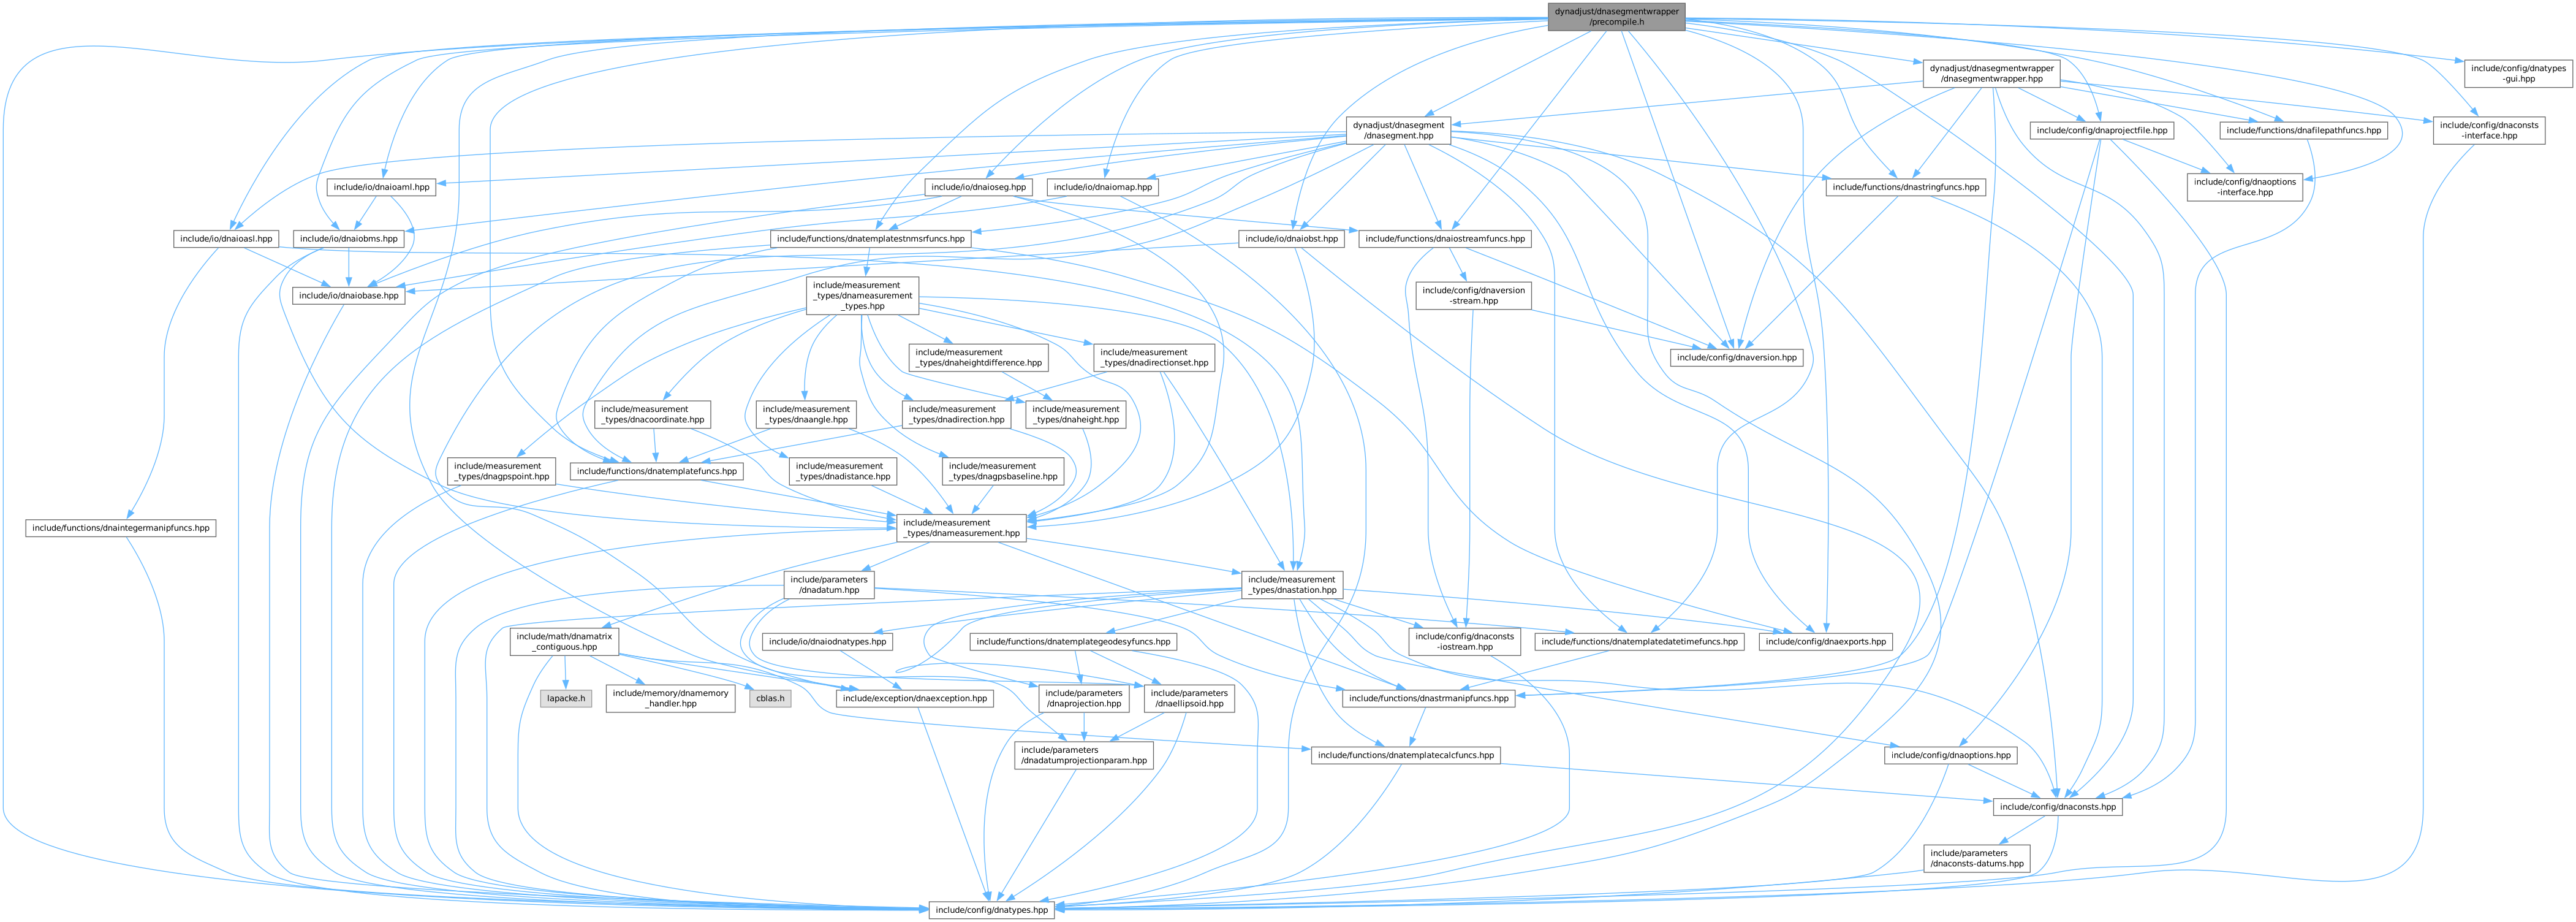 dynadjust/dnasegmentwrapper
/precompile.h
dynadjust/dnasegmentwrapper
/dnasegmentwrapper.hpp
include/config/dnatypes
-gui.hpp
dynadjust/dnasegment
/dnasegment.hpp
include/config/dnaprojectfile.hpp
include/functions/dnafilepathfuncs.hpp
include/config/dnaconsts
-interface.hpp
include/io/dnaioaml.hpp
include/io/dnaioseg.hpp
include/io/dnaiomap.hpp
include/functions/dnastringfuncs.hpp
include/config/dnaoptions
-interface.hpp
include/io/dnaioasl.hpp
include/io/dnaiobms.hpp
include/functions/dnatemplatestnmsrfuncs.hpp
include/io/dnaiobst.hpp
include/functions/dnaiostreamfuncs.hpp
include/io/dnaiobase.hpp
include/measurement
_types/dnameasurement
_types.hpp
include/config/dnaversion
-stream.hpp
include/measurement
_types/dnaheightdifference.hpp
include/measurement
_types/dnadirectionset.hpp
include/config/dnaversion.hpp
include/measurement
_types/dnacoordinate.hpp
include/measurement
_types/dnaangle.hpp
include/measurement
_types/dnadirection.hpp
include/measurement
_types/dnaheight.hpp
include/measurement
_types/dnagpspoint.hpp
include/functions/dnatemplatefuncs.hpp
include/measurement
_types/dnadistance.hpp
include/measurement
_types/dnagpsbaseline.hpp
include/functions/dnaintegermanipfuncs.hpp
include/measurement
_types/dnameasurement.hpp
include/parameters
/dnadatum.hpp
include/measurement
_types/dnastation.hpp
include/math/dnamatrix
_contiguous.hpp
include/io/dnaiodnatypes.hpp
include/functions/dnatemplategeodesyfuncs.hpp
include/config/dnaconsts
-iostream.hpp
include/functions/dnatemplatedatetimefuncs.hpp
include/config/dnaexports.hpp
lapacke.h
include/memory/dnamemory
_handler.hpp
cblas.h
include/exception/dnaexception.hpp
include/parameters
/dnaprojection.hpp
include/parameters
/dnaellipsoid.hpp
include/functions/dnastrmanipfuncs.hpp
include/parameters
/dnadatumprojectionparam.hpp
include/functions/dnatemplatecalcfuncs.hpp
include/config/dnaoptions.hpp
include/config/dnaconsts.hpp
include/parameters
/dnaconsts-datums.hpp
include/config/dnatypes.hpp